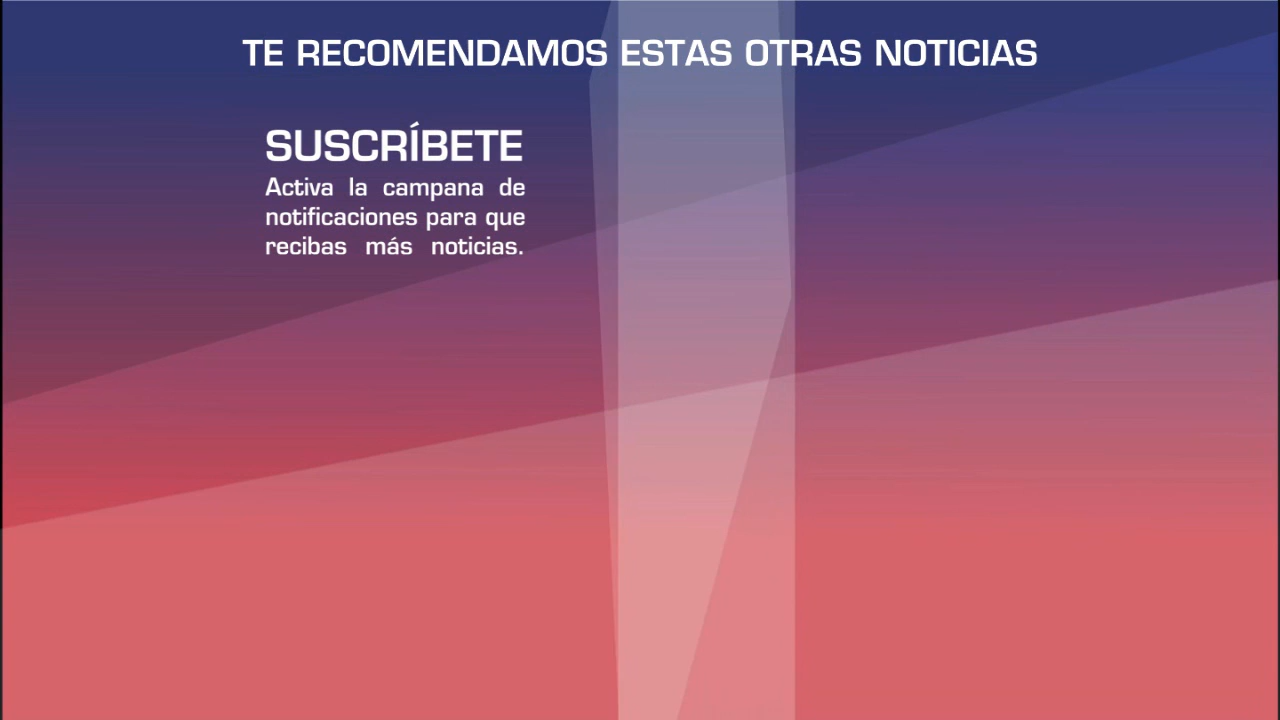 TE RECOMENDAMOS ESTAS OTRAS NOTICIAS
SUSCRÍBETE
Activa la campana de
notificaciones para que
recibas más noticias.